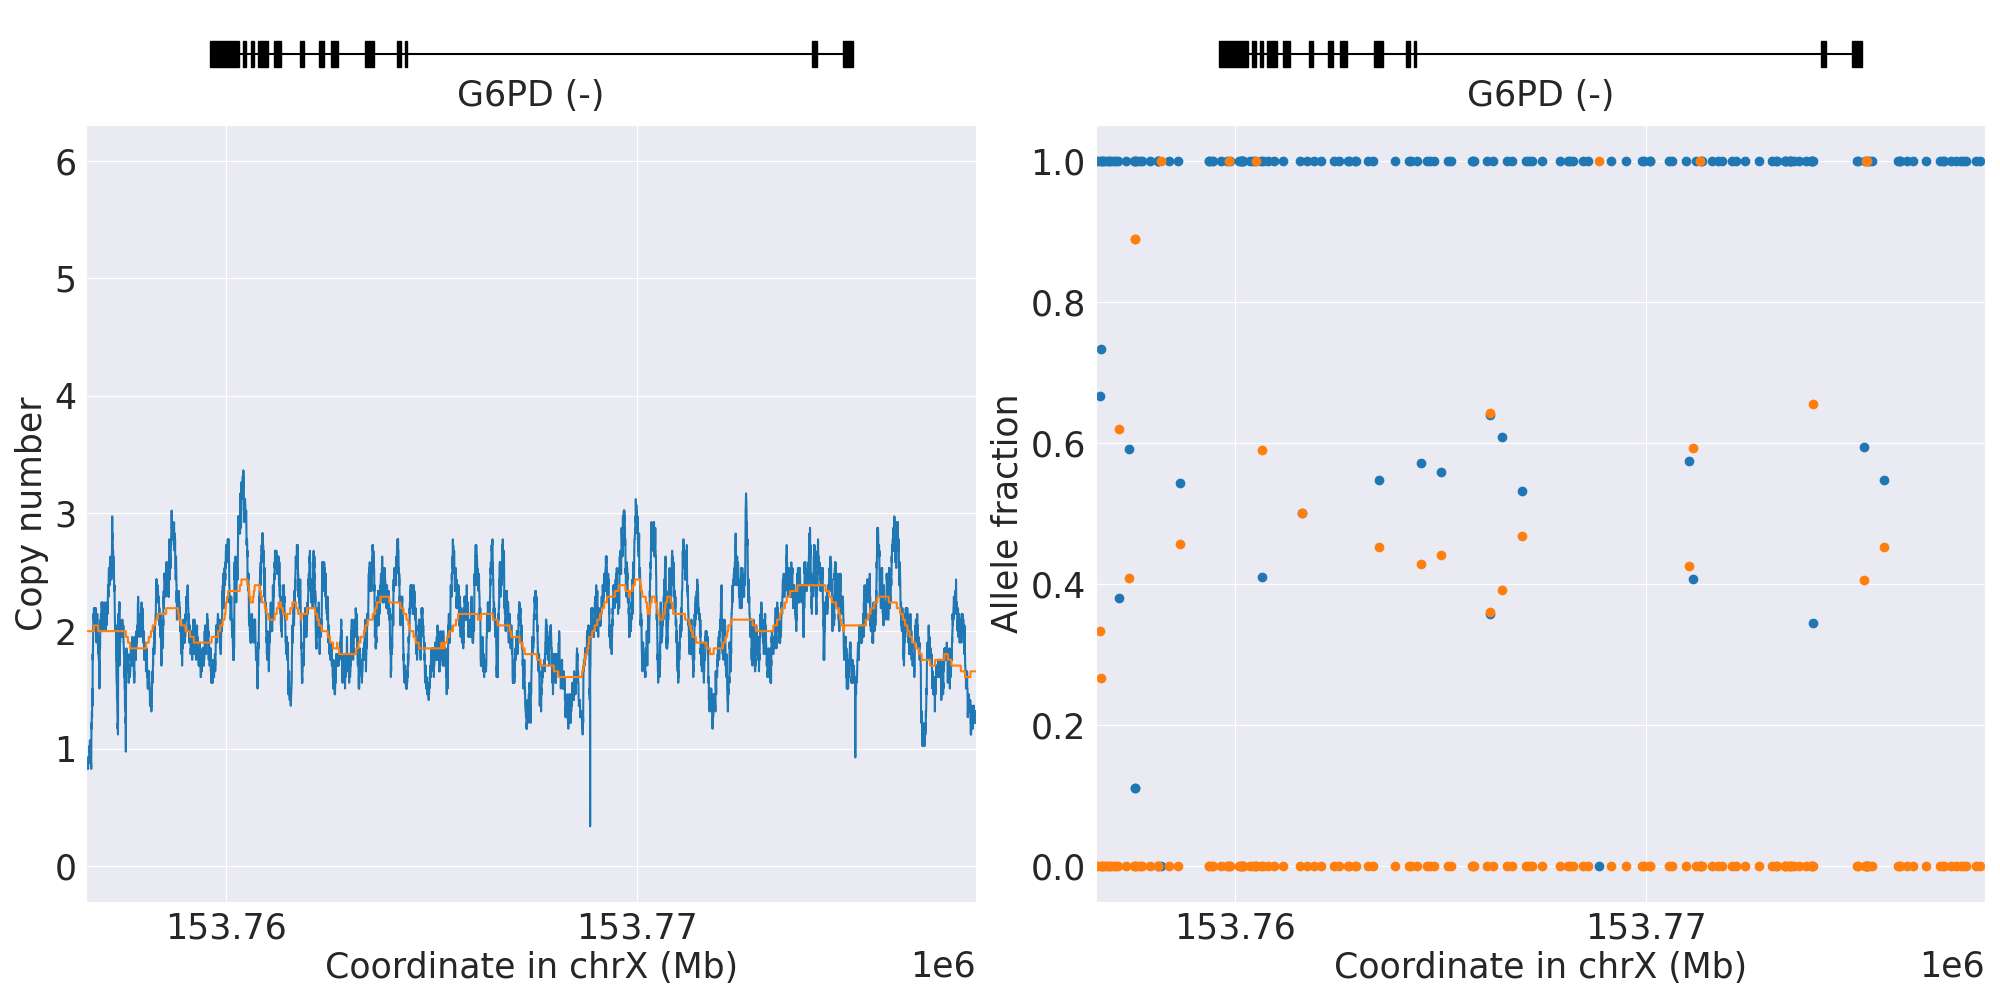 G6PD (-)
6
5
4
3
2
1
0
Copy number
153.76
153.77
Coordinate in chrX (Mb)
1e6
G6PD (-)
1.0
0.8
0.6
0.4
0.2
0.0
Allele fraction
153.76
153.77
Coordinate in chrX (Mb)
1e6